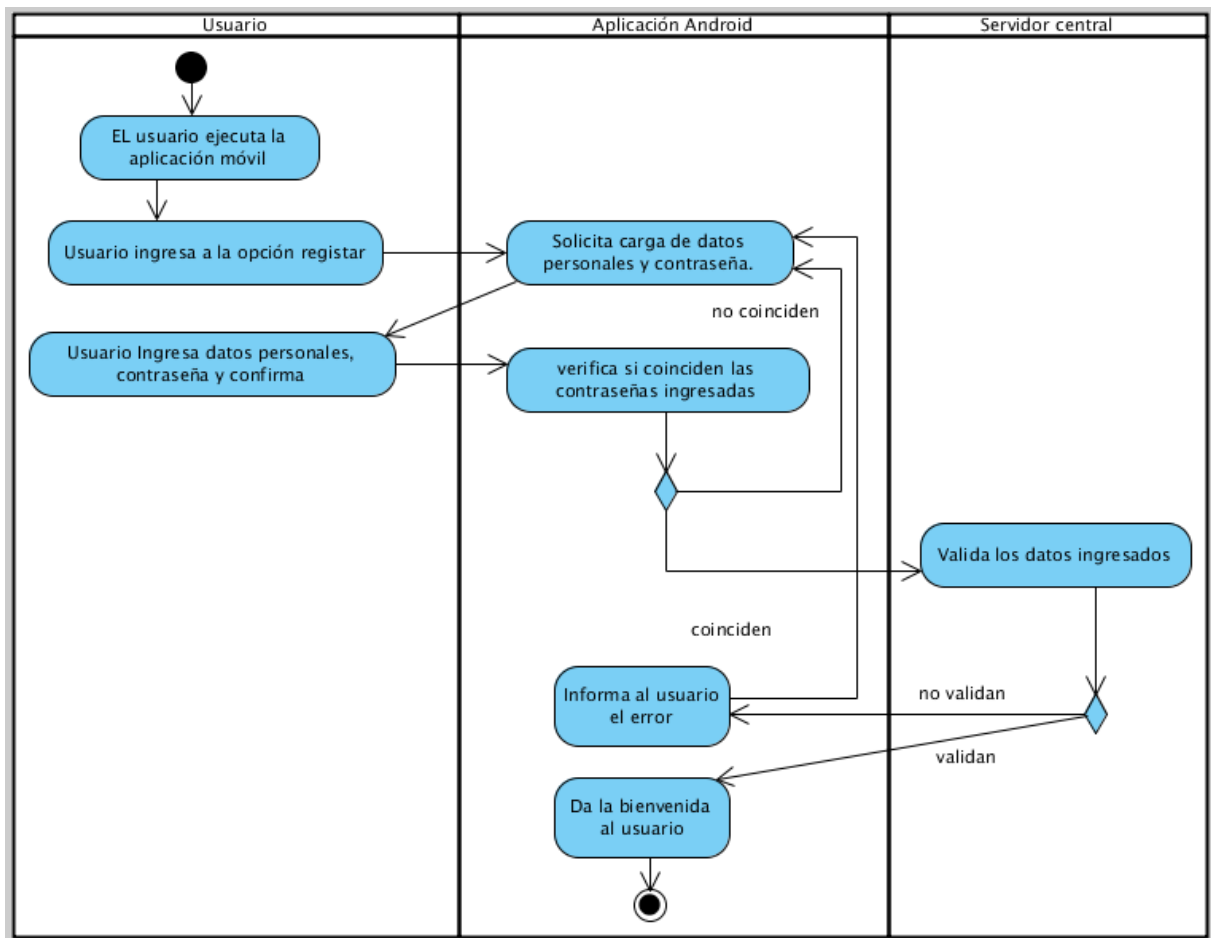 Usuario
Aplicación Android
Servidor central
EL usuario ejecuta la
aplicación móvil
Usuario ingresa a la opción registar
Solicita carga de datos
personales y contraseña.
no coinciden
Usuario Ingresa datos personales,
contraseña y confirma
verifica si coinciden las
contraseñas ingresadas
Valida los datos ingresados
coinciden
Informa al usuario
el error
no validan
validan
Da la bienvenida
al usuario